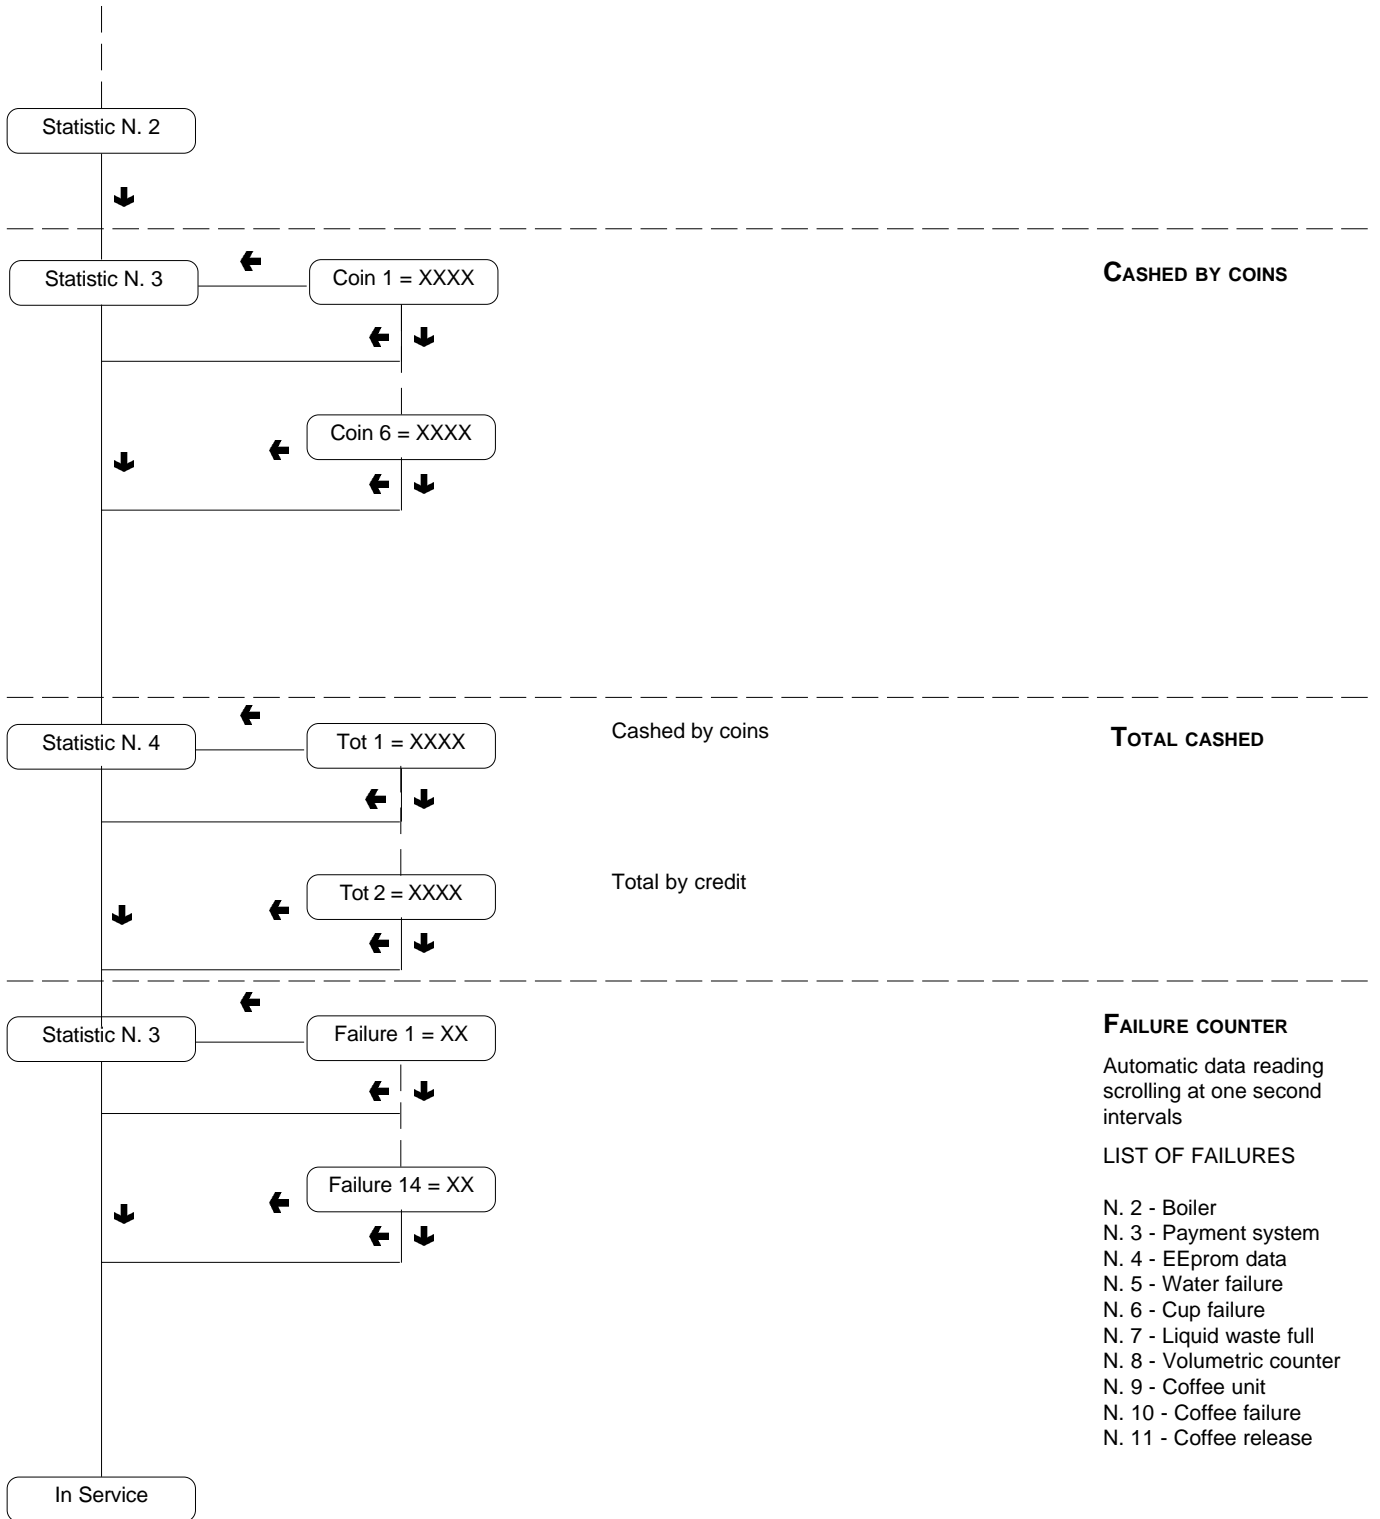 Statistic N. 2
Statistic N. 3
Coin 1 = XXXX
CASHED BY COINS
Coin 6 = XXXX
Statistic N. 4
Tot 1 = XXXX
Cashed by coins
TOTAL CASHED
Tot 2 = XXXX
Total by credit
Statistic N. 3
Failure 1 = XX
FAILURE COUNTER
Automatic data reading
scrolling at one second
intervals
LIST OF FAILURES
Failure 14 = XX
N. 2 - Boiler
N. 3 - Payment system
N. 4 - EEprom data
N. 5 - Water failure
N. 6 - Cup failure
N. 7 - Liquid waste full
N. 8 - Volumetric counter
N. 9 - Coffee unit
N. 10 - Coffee failure
N. 11 - Coffee release
In Service